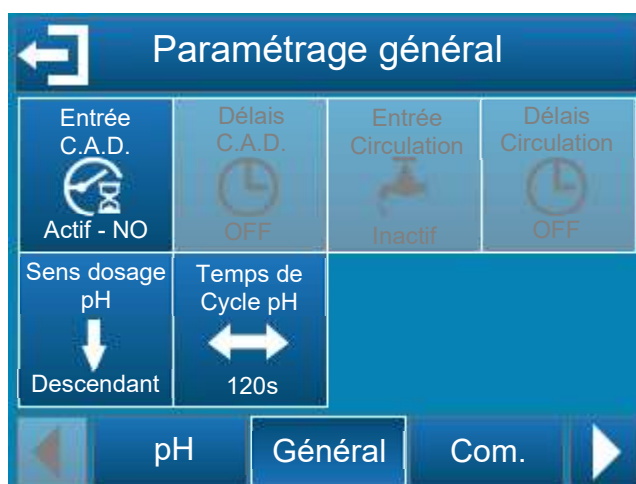 Paramétrage général
Entrée
C.A.D.
Actif - NO
Délais
C.A.D.
OFF
Entrée
Circulation
Inactif
Délais
Circulation
OFF
Sens dosage
pH
Descendant
Temps de
Cycle pH
120s
pH
Général
Com.